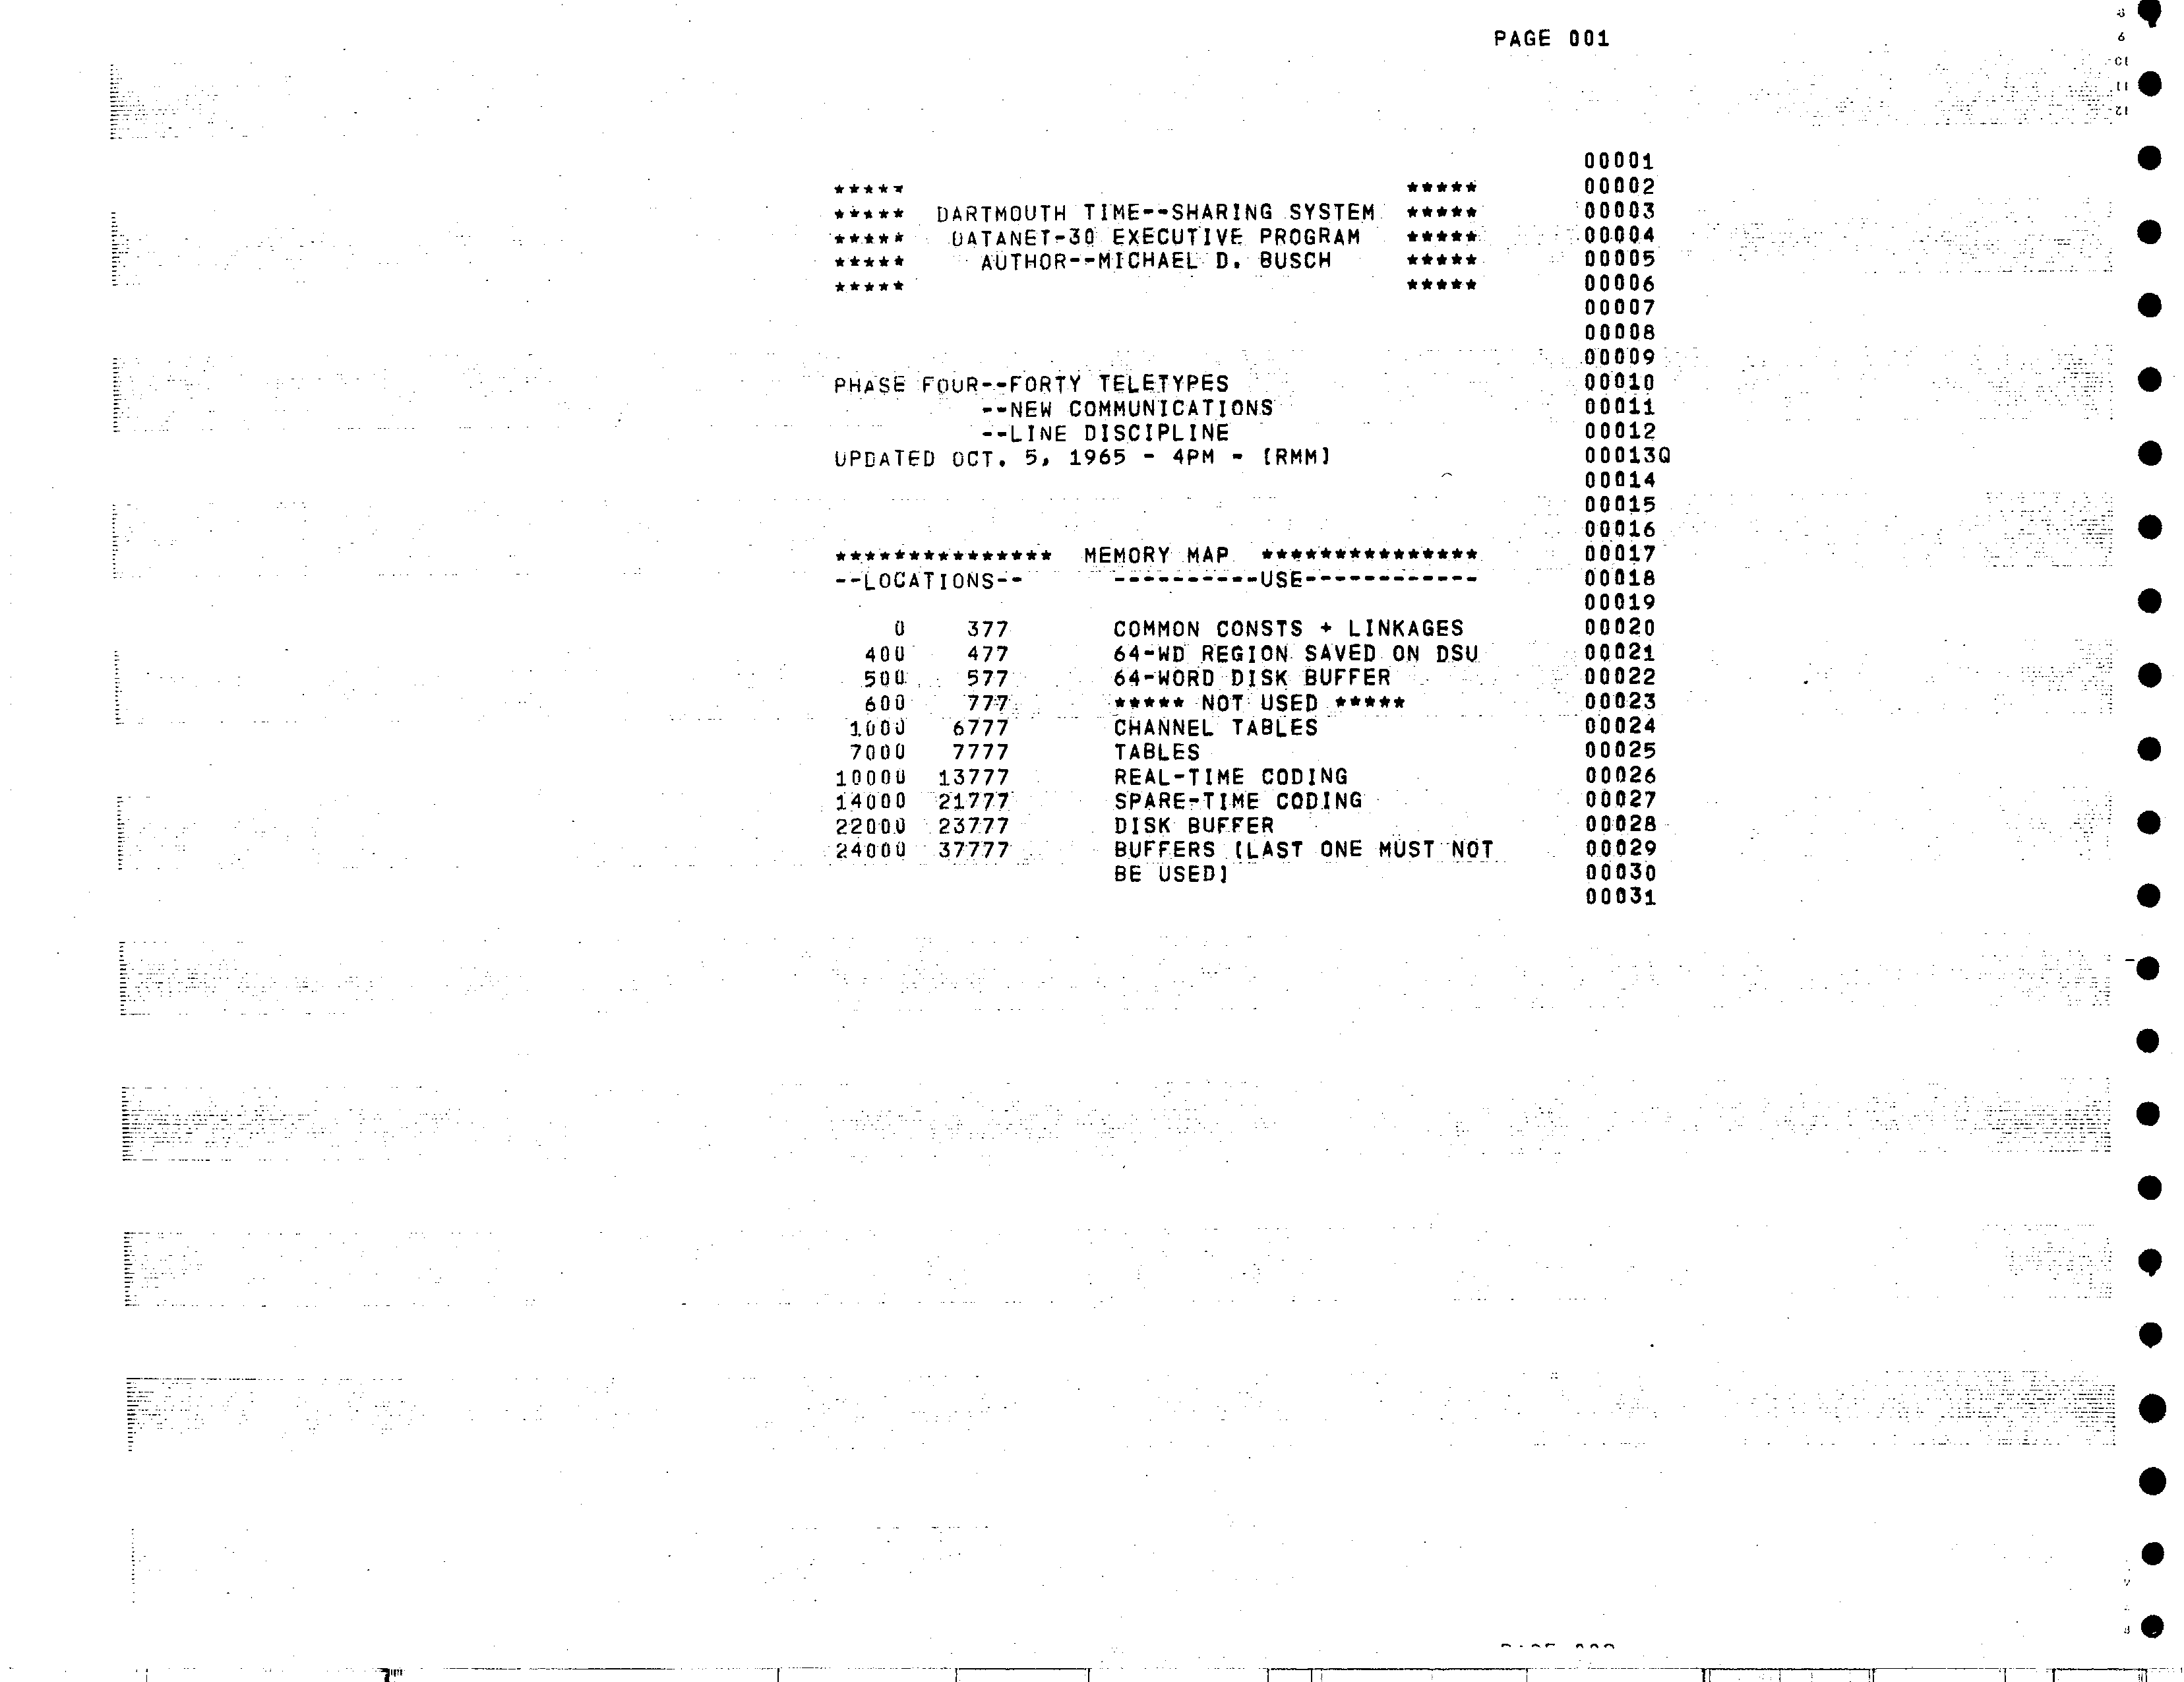 PAGE 001
00001
***** ***** 00002
***** DARTMOUTH TIME--SHARING SYSTEM ***** 00003
***** DATANET-30 EXECUTIVE PROGRAM ***** 00004
***** AUTHOR--MICHAEL D. BUSCH ***** 00005
***** ***** 00006
00007
00008
00009
PHASE FOUR--FORTY TELETYPES 00010
--NEW COMMUNICATIONS 00011
--LINE DISCIPLINE 00012
UPDATED OCT. 5, 1965 - 4PM - [RMM] 00013Q
00014
00015
00016
*************** MEMORY MAP *************** 00017
--LOCATIONS-- ----------USE------------ 00018
00019
0 377 COMMON CONSTS + LINKAGES 00020
400 477 64-WD REGION SAVED ON DSU 00021
500 577 64-WORD DISK BUFFER 00022
600 777 ***** NOT USED ***** 00023
1000 6777 CHANNEL TABLES 00024
7000 7777 TABLES 00025
10000 13777 REAL-TIME CODING 00026
14000 21777 SPARE-TIME CODING 00027
22000 23777 DISK BUFFER 00028
24000 37777 BUFFERS [LAST ONE MUST NOT 00029
BE USED] 00030
00031